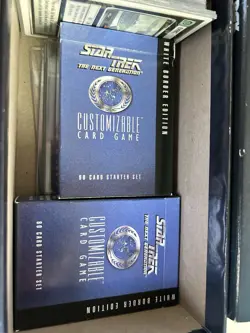 STAR TREK
THE NEXT GENERATION
CUSTOMIZABLE
CARD GAME
60 CARD STARTER SET
WHITE BORDER EDITION
STAR TREK
THE NEXT GENERATION
CUSTOMIZABLE
CARD GAME
60 CARD STARTER SET
WHITE BORDER EDITION